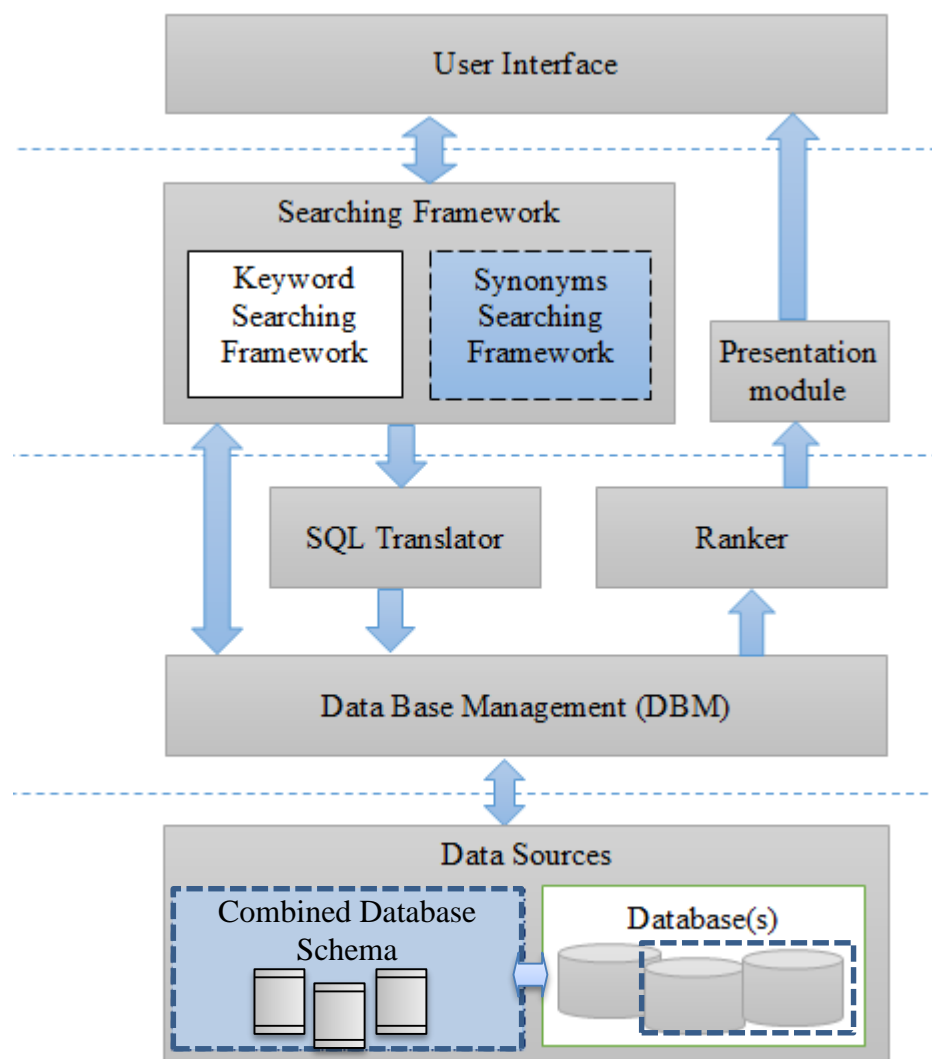 User Interface
Searching Framework
Keyword
Searching
Framework
Synonyms
Searching
Framework
Presentation
module
SQL Translator
Ranker
Data Base Management (DBM)
Data Sources
Combined Database
Schema
Database(s)